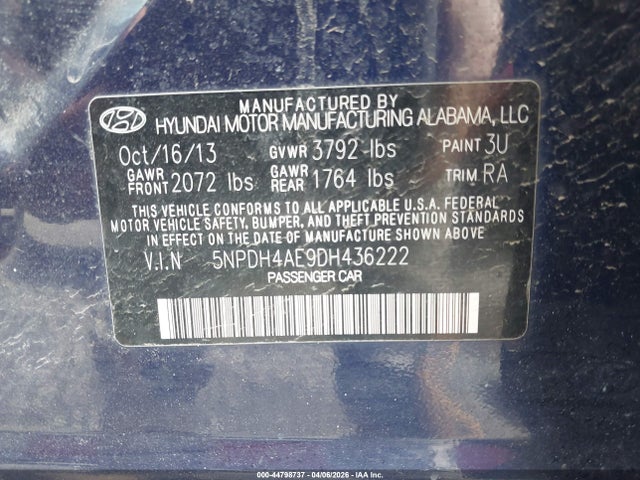 MANUFACTURED BY
HYUNDAI MOTOR MANUFACTURING ALABAMA, LLC
Oct/16/13 GVWR 3792 lbs PAINT 3U
GAWR FRONT 2072 lbs GAWR REAR 1764 lbs TRIM RA
THIS VEHICLE CONFORMS TO ALL APPLICABLE U.S.A. FEDERAL
MOTOR VEHICLE SAFETY, BUMPER, AND THEFT PREVENTION STANDARDS
IN EFFECT ON THE DATE OF MANUFACTURE SHOWN ABOVE
V.I.N 5NPDH4AE9DH436222
PASSENGER CAR
000-44798737 - 04/06/2026 - IAA Inc.